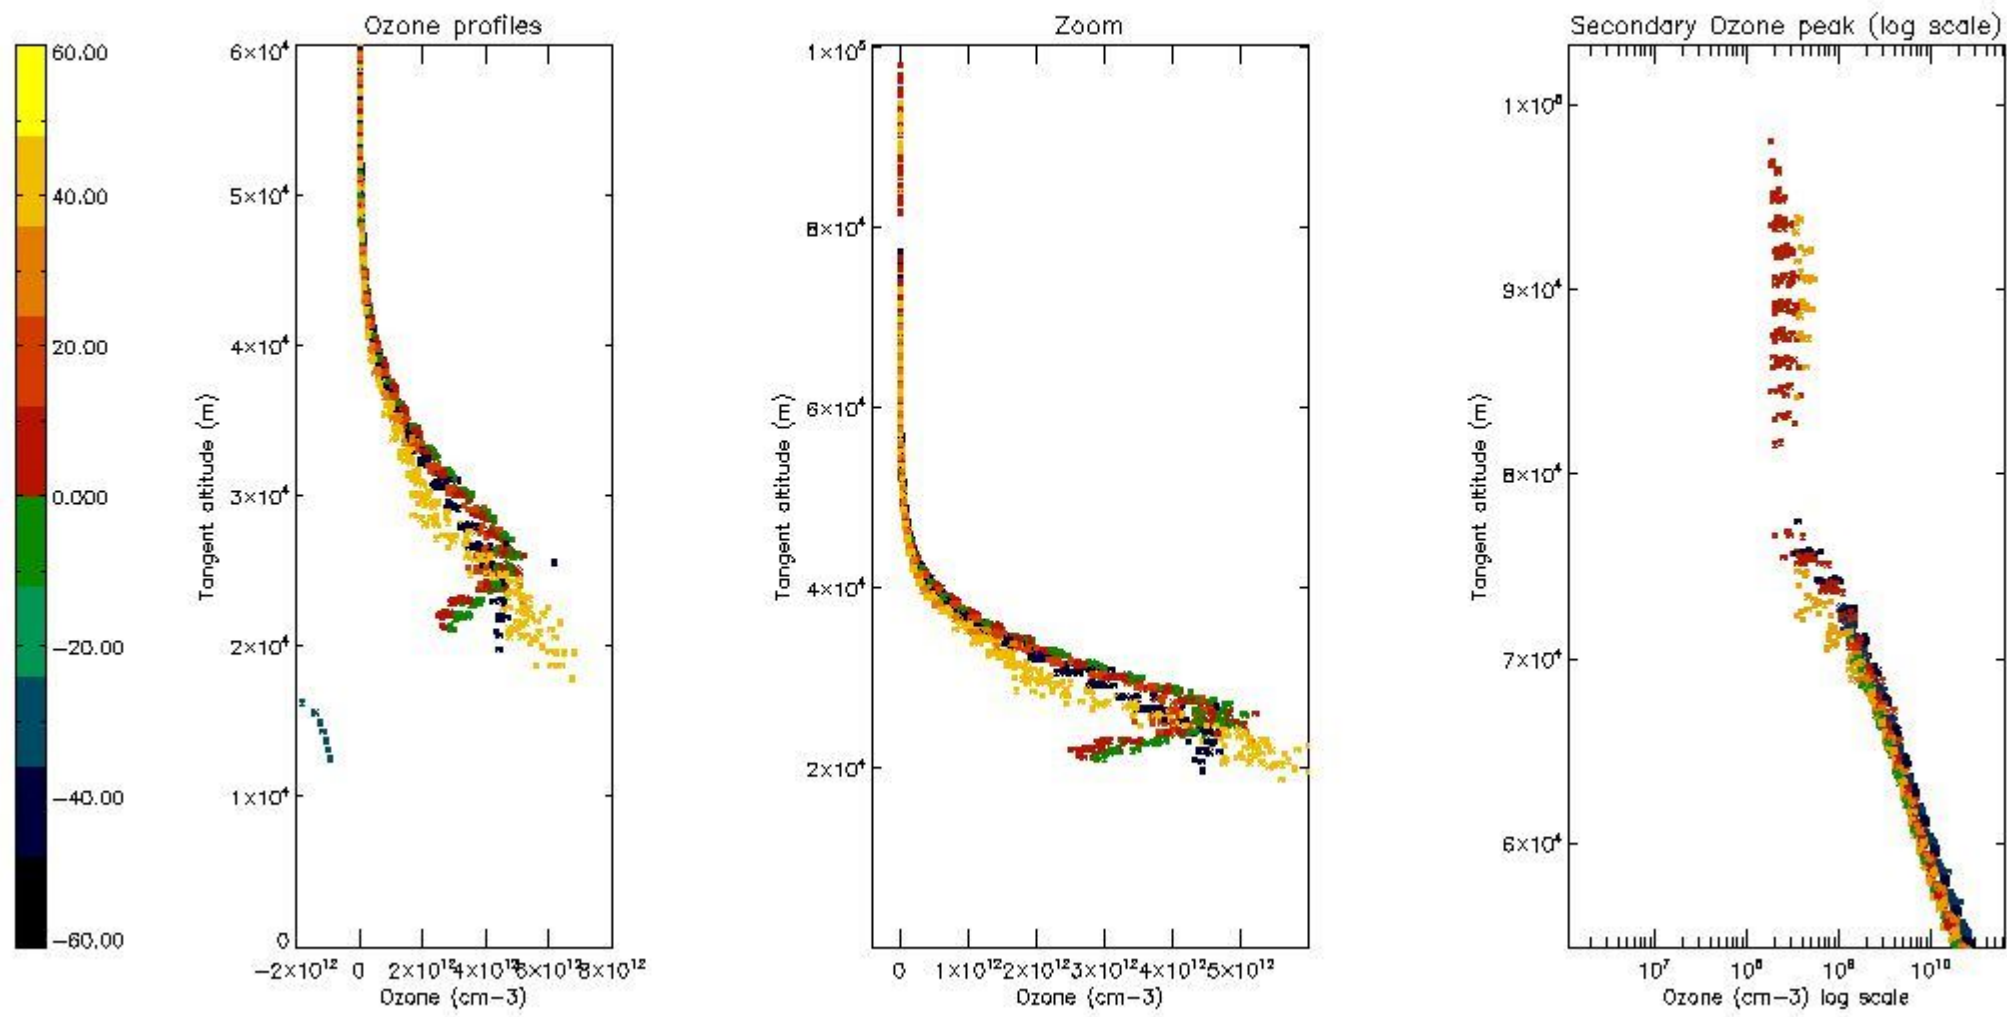 Ozone profiles
Zoom
Secondary Ozone peak (log scale)
60.00
40.00
20.00
0.000
−20.00
−40.00
−60.00
6×10⁴
5×10⁴
4×10⁴
3×10⁴
2×10⁴
1×10⁴
0
Tangent altitude (m)
−2×10¹² 0 2×10¹² 4×10¹² 6×10¹² 8×10¹²
Ozone (cm−3)
1×10⁵
8×10⁴
6×10⁴
4×10⁴
2×10⁴
Tangent altitude (m)
0 1×10¹² 2×10¹² 3×10¹² 4×10¹² 5×10¹²
Ozone (cm−3)
1×10⁵
9×10⁴
8×10⁴
7×10⁴
6×10⁴
Tangent altitude (m)
10⁷ 10⁸ 10⁹ 10¹⁰
Ozone (cm−3) log scale